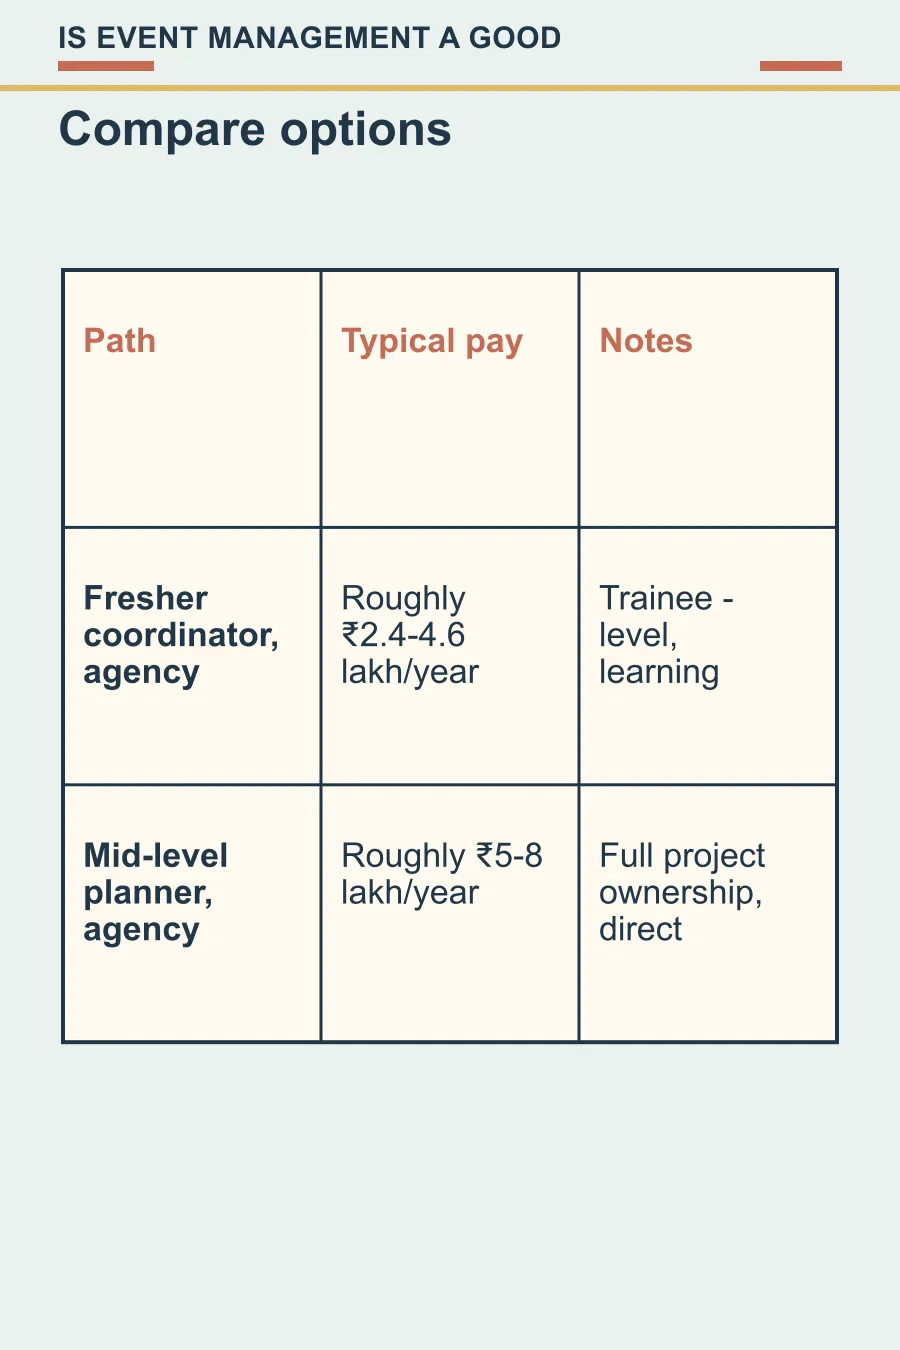 IS EVENT MANAGEMENT A GOOD
Compare options
Path
Typical pay
Notes
Fresher
coordinator,
agency
Roughly
₹2.4-4.6
lakh/year
Trainee -
level,
learning
Mid-level
planner,
agency
Roughly ₹5-8
lakh/year
Full project
ownership,
direct